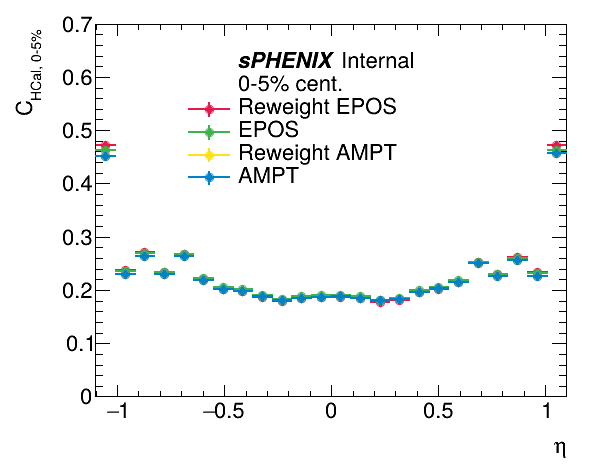 0.7
0.6
0.5
0.4
0.3
0.2
0.1
0
C_HCal, 0-5%
sPHENIX Internal
0-5% cent.
Reweight EPOS
EPOS
Reweight AMPT
AMPT
−1 −0.5 0 0.5 1
η